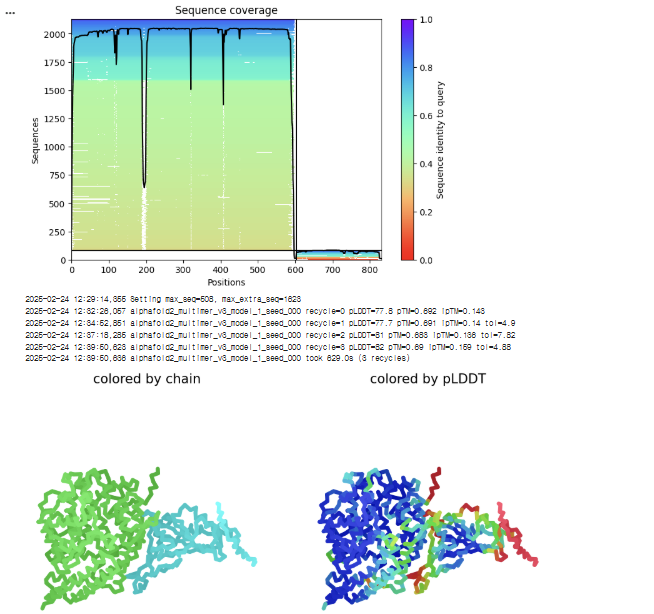 ...
Sequence coverage
2000
1750
1500
1250
1000
750
500
250
0
Sequences
0 100 200 300 400 500 600 700 800
Positions
1.0
0.8
0.6
0.4
0.2
0.0
Sequence identity to query
2025-02-24 12:29:14,355 Setting max_seq=508, max_extra_seq=1628
2025-02-24 12:32:26,057 alphafold2_multimer_v3_model_1_seed_000 recycle=0 pLDDT=77.8 pTM=0.692 ipTM=0.143
2025-02-24 12:34:52,351 alphafold2_multimer_v3_model_1_seed_000 recycle=1 pLDDT=77.7 pTM=0.691 ipTM=0.14 tol=4.9
2025-02-24 12:37:18,285 alphafold2_multimer_v3_model_1_seed_000 recycle=2 pLDDT=81 pTM=0.683 ipTM=0.136 tol=7.82
2025-02-24 12:39:50,623 alphafold2_multimer_v3_model_1_seed_000 recycle=3 pLDDT=82 pTM=0.69 ipTM=0.159 tol=4.88
2025-02-24 12:39:50,636 alphafold2_multimer_v3_model_1_seed_000 took 629.0s (3 recycles)
colored by chain
colored by pLDDT